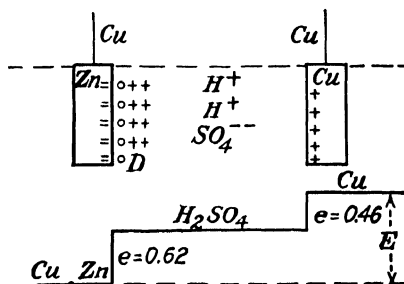 Cu Cu
Zn = ++ H+ Cu
= ++ H+ +
= ++ SO4-- +
= ++ +
= D +
Cu
H2SO4 e=0.46
e=0.62 E
Cu Zn